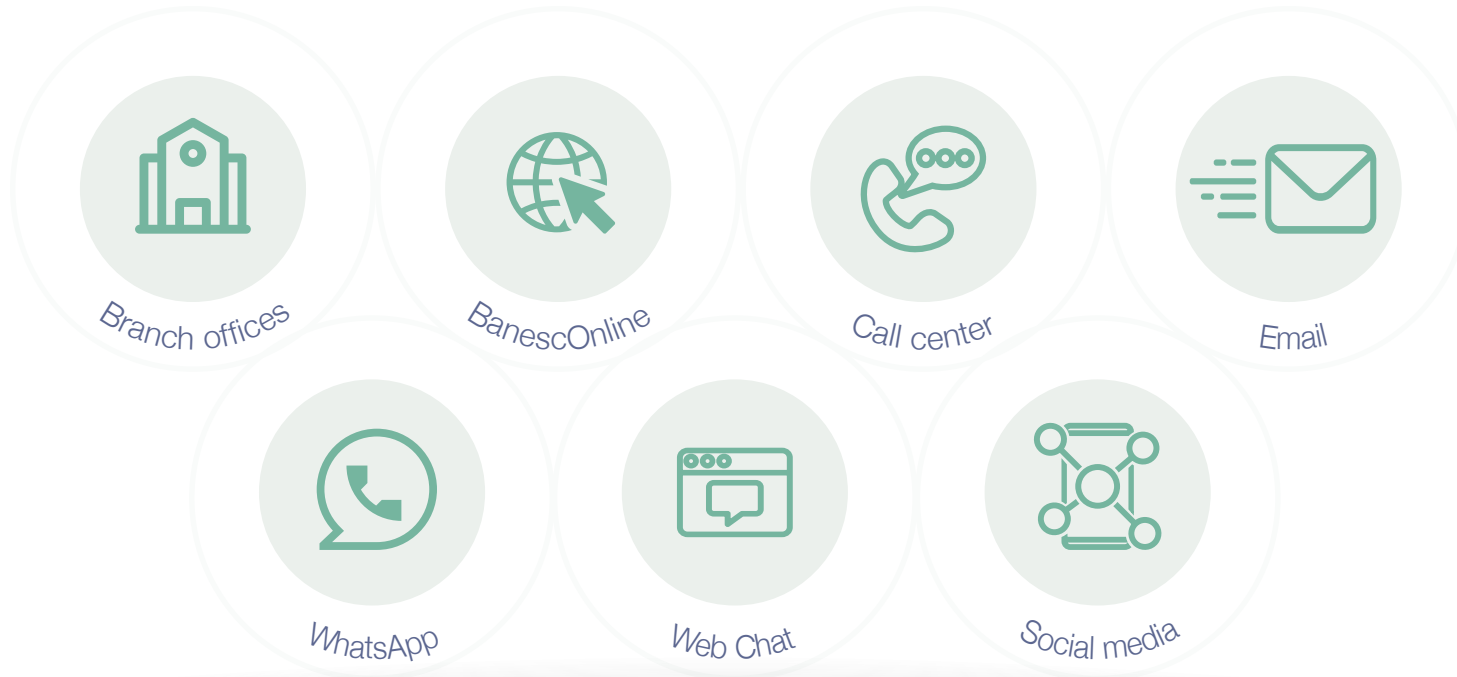 Branch offices
BanescOnline
Call center
Email
WhatsApp
Web Chat
Social media